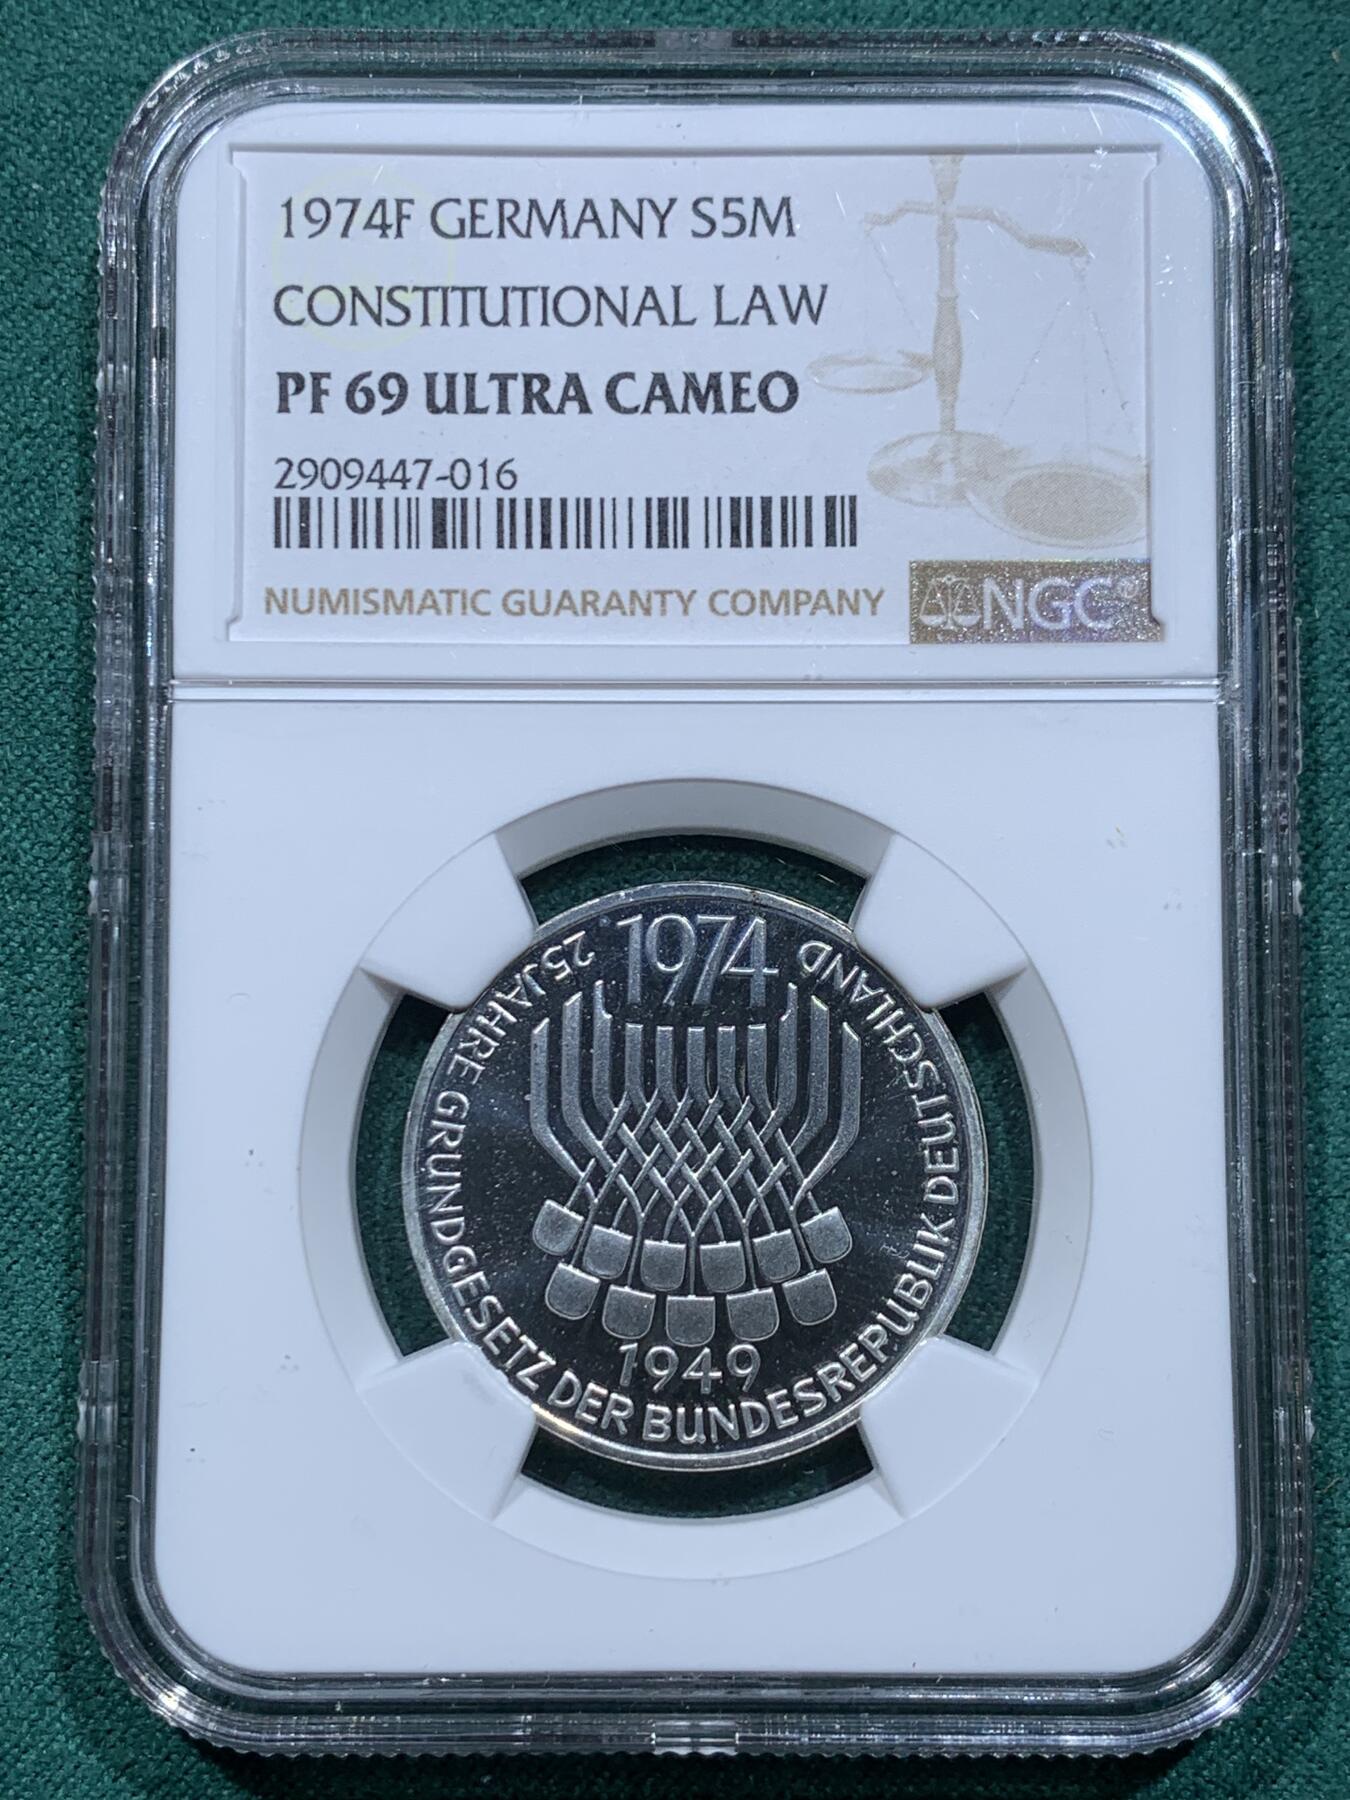 1974F GERMANY S5M
CONSTITUTIONAL LAW
PF 69 ULTRA CAMEO
2909447-016
NUMISMATIC GUARANTY COMPANY
NGC®
1974
25 JAHRE GRUNDGESETZ DER BUNDESREPUBLIK DEUTSCHLAND
1949